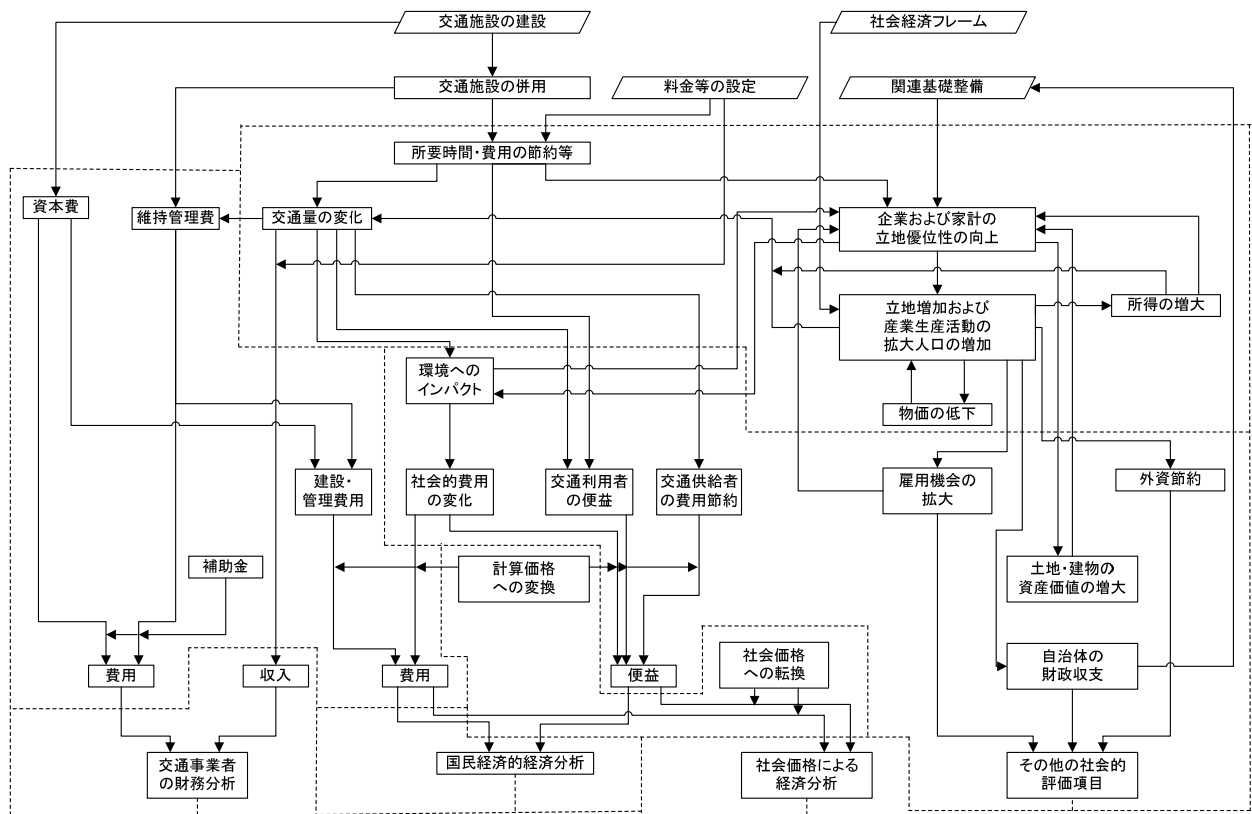 交通施設の建設
社会経済フレーム
交通施設の併用
料金等の設定
関連基礎整備
所要時間・費用の節約等
資本費
維持管理費
交通量の変化
企業および家計の
立地優位性の向上
立地増加および
産業生産活動の
拡大人口の増加
所得の増大
環境への
インパクト
物価の低下
建設・
管理費用
社会的費用
の変化
交通利用者
の便益
交通供給者
の費用節約
雇用機会の
拡大
外資節約
補助金
計算価格
への変換
土地・建物の
資産価値の増大
費用
収入
費用
便益
社会価格
への転換
自治体の
財政収支
交通事業者
の財務分析
国民経済的経済分析
社会価格による
経済分析
その他の社会的
評価項目